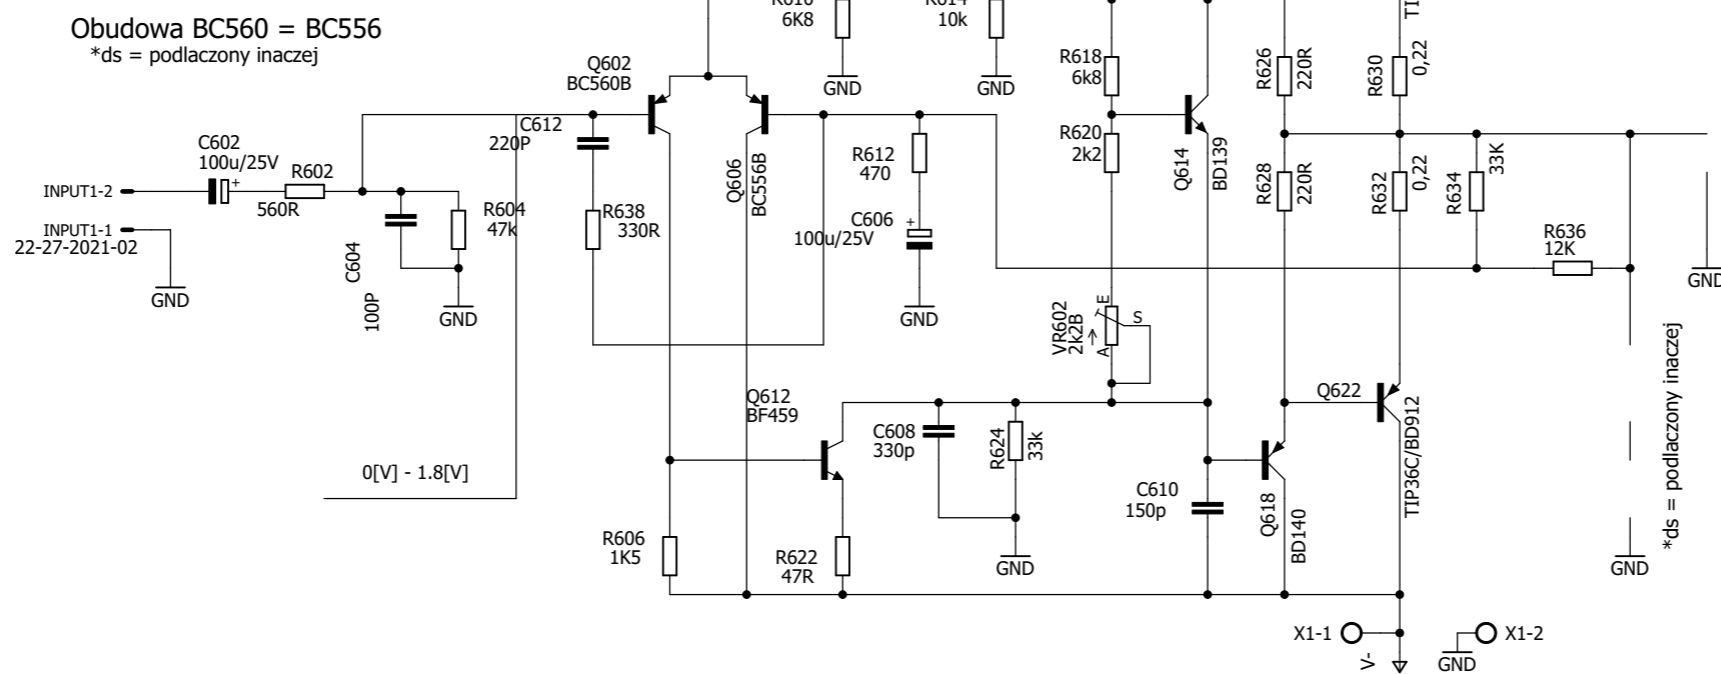 Obudowa BC560 = BC556
*ds = podlaczony inaczej
6K8
GND
10k
GND
R618
6k8
R626
220R
R630
0,22
Q602
BC560B
C612
220P
Q606
BC556B
R612
470
R620
2k2
Q614
BD139
R628
220R
R632
0,22
R634
33K
C602
100u/25V
R602
560R
INPUT1-2
INPUT1-1
22-27-2021-02
GND
C604
100P
R604
47k
GND
R638
330R
C606
100u/25V
+
+
GND
R636
12K
GND
VR602
2k2B
E
S
A
Q612
BF459
C608
330p
R624
33k
GND
Q622
TIP36C/BD912
*ds = podlaczony inaczej
0[V] - 1.8[V]
R606
1K5
R622
47R
C610
150p
Q618
BD140
GND
X1-1
V-
X1-2
GND